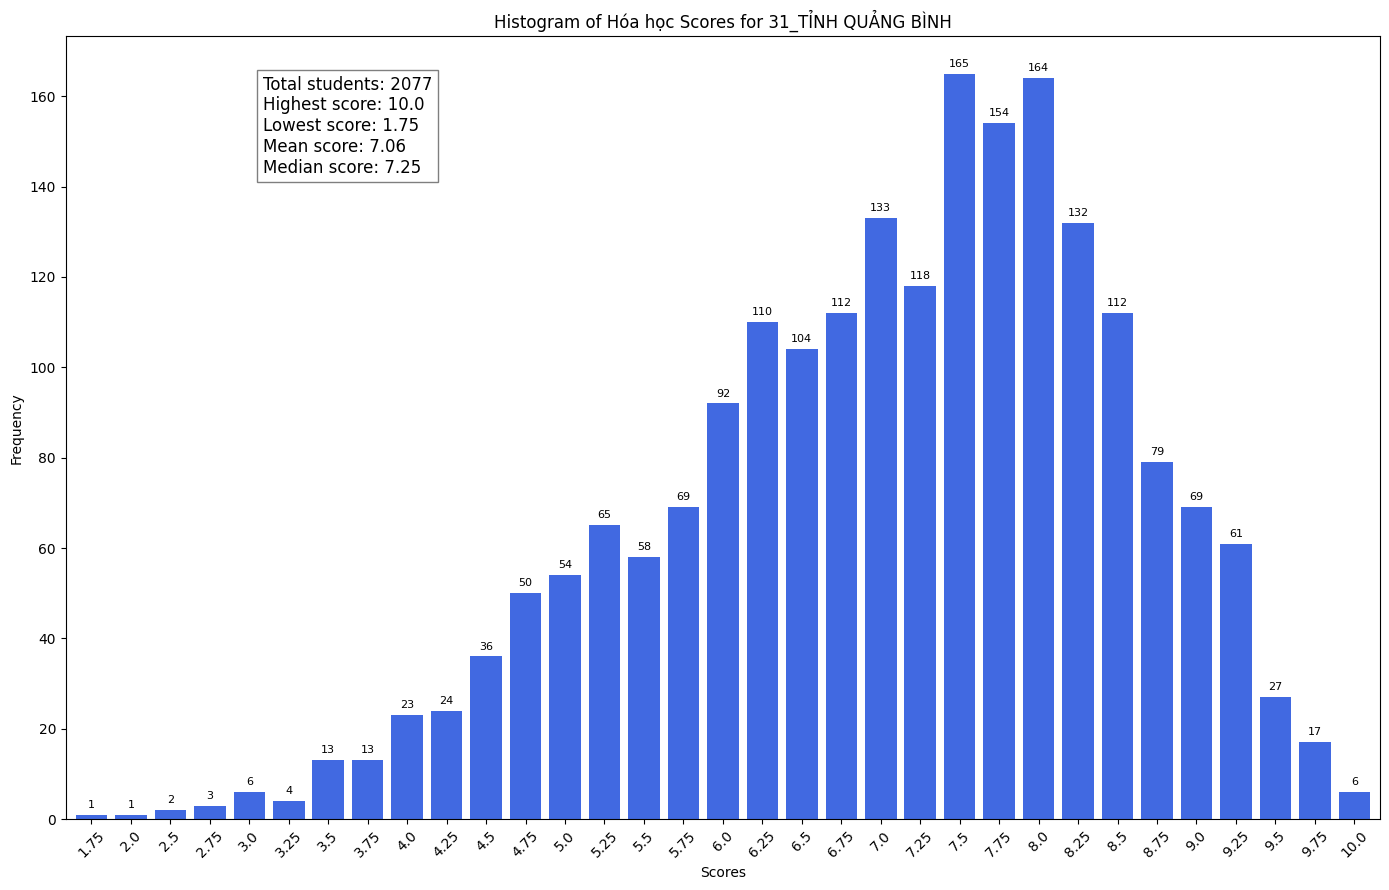 Histogram of Hóa học Scores for 31_TỈNH QUẢNG BÌNH
Total students: 2077
Highest score: 10.0
Lowest score: 1.75
Mean score: 7.06
Median score: 7.25
Frequency
160
140
120
100
80
60
40
20
0
1 1 2 3 6 4 13 13 23 24 36 50 54 65 58 69 92 110 104 112 133 118 165 154 164 132 112 79 69 61 27 17 6
1.75 2.0 2.5 2.75 3.0 3.25 3.5 3.75 4.0 4.25 4.5 4.75 5.0 5.25 5.5 5.75 6.0 6.25 6.5 6.75 7.0 7.25 7.5 7.75 8.0 8.25 8.5 8.75 9.0 9.25 9.5 9.75 10.0
Scores